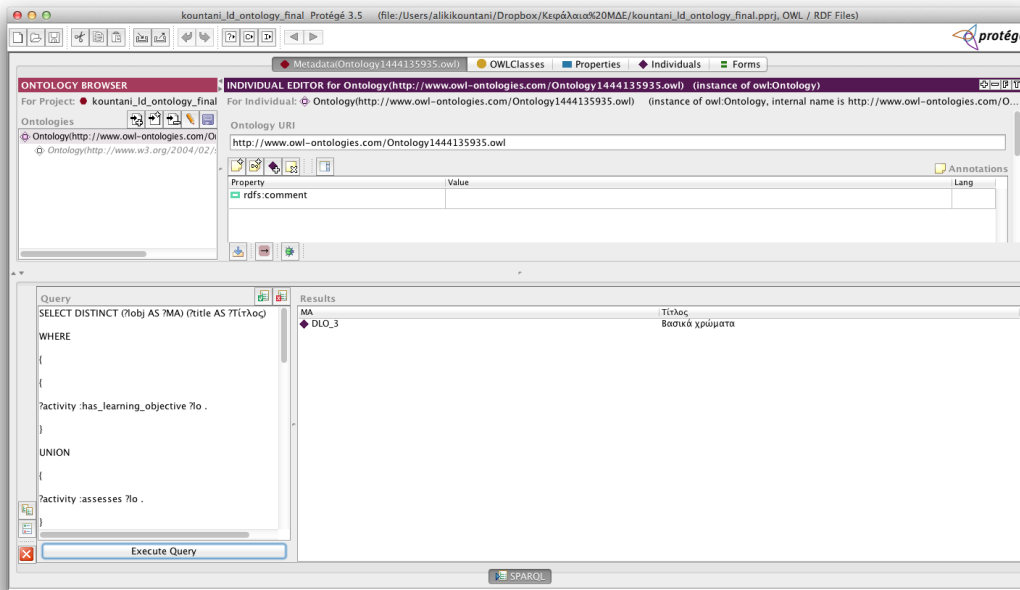 kountani_ld_ontology_final Protégé 3.5 (file:/Users/alikikountani/Dropbox/Κεφάλαια%20ΜΔΕ/kountani_ld_ontology_final.pprj, OWL / RDF Files)
protégé
Metadata(Ontology1444135935.owl) OWLClasses Properties Individuals Forms
ONTOLOGY BROWSER
For Project: kountani_ld_ontology_final
Ontologies
Ontology(http://www.owl-ontologies.com/O
Ontology(http://www.w3.org/2004/02/
INDIVIDUAL EDITOR for Ontology(http://www.owl-ontologies.com/Ontology1444135935.owl) (instance of owl:Ontology)
For Individual: Ontology(http://www.owl-ontologies.com/Ontology1444135935.owl) (instance of owl:Ontology, internal name is http://www.owl-ontologies.com/O...
Ontology URI
http://www.owl-ontologies.com/Ontology1444135935.owl
Annotations
Property Value Lang
rdfs:comment
Query
SELECT DISTINCT (?lobj AS ?MA) (?title AS ?Τίτλος)
WHERE
{
{
?activity :has_learning_objective ?lo .
}
UNION
{
?activity :assesses ?lo .
}
Execute Query
Results
MA Τίτλος
DLO_3 Βασικά χρώματα
SPARQL